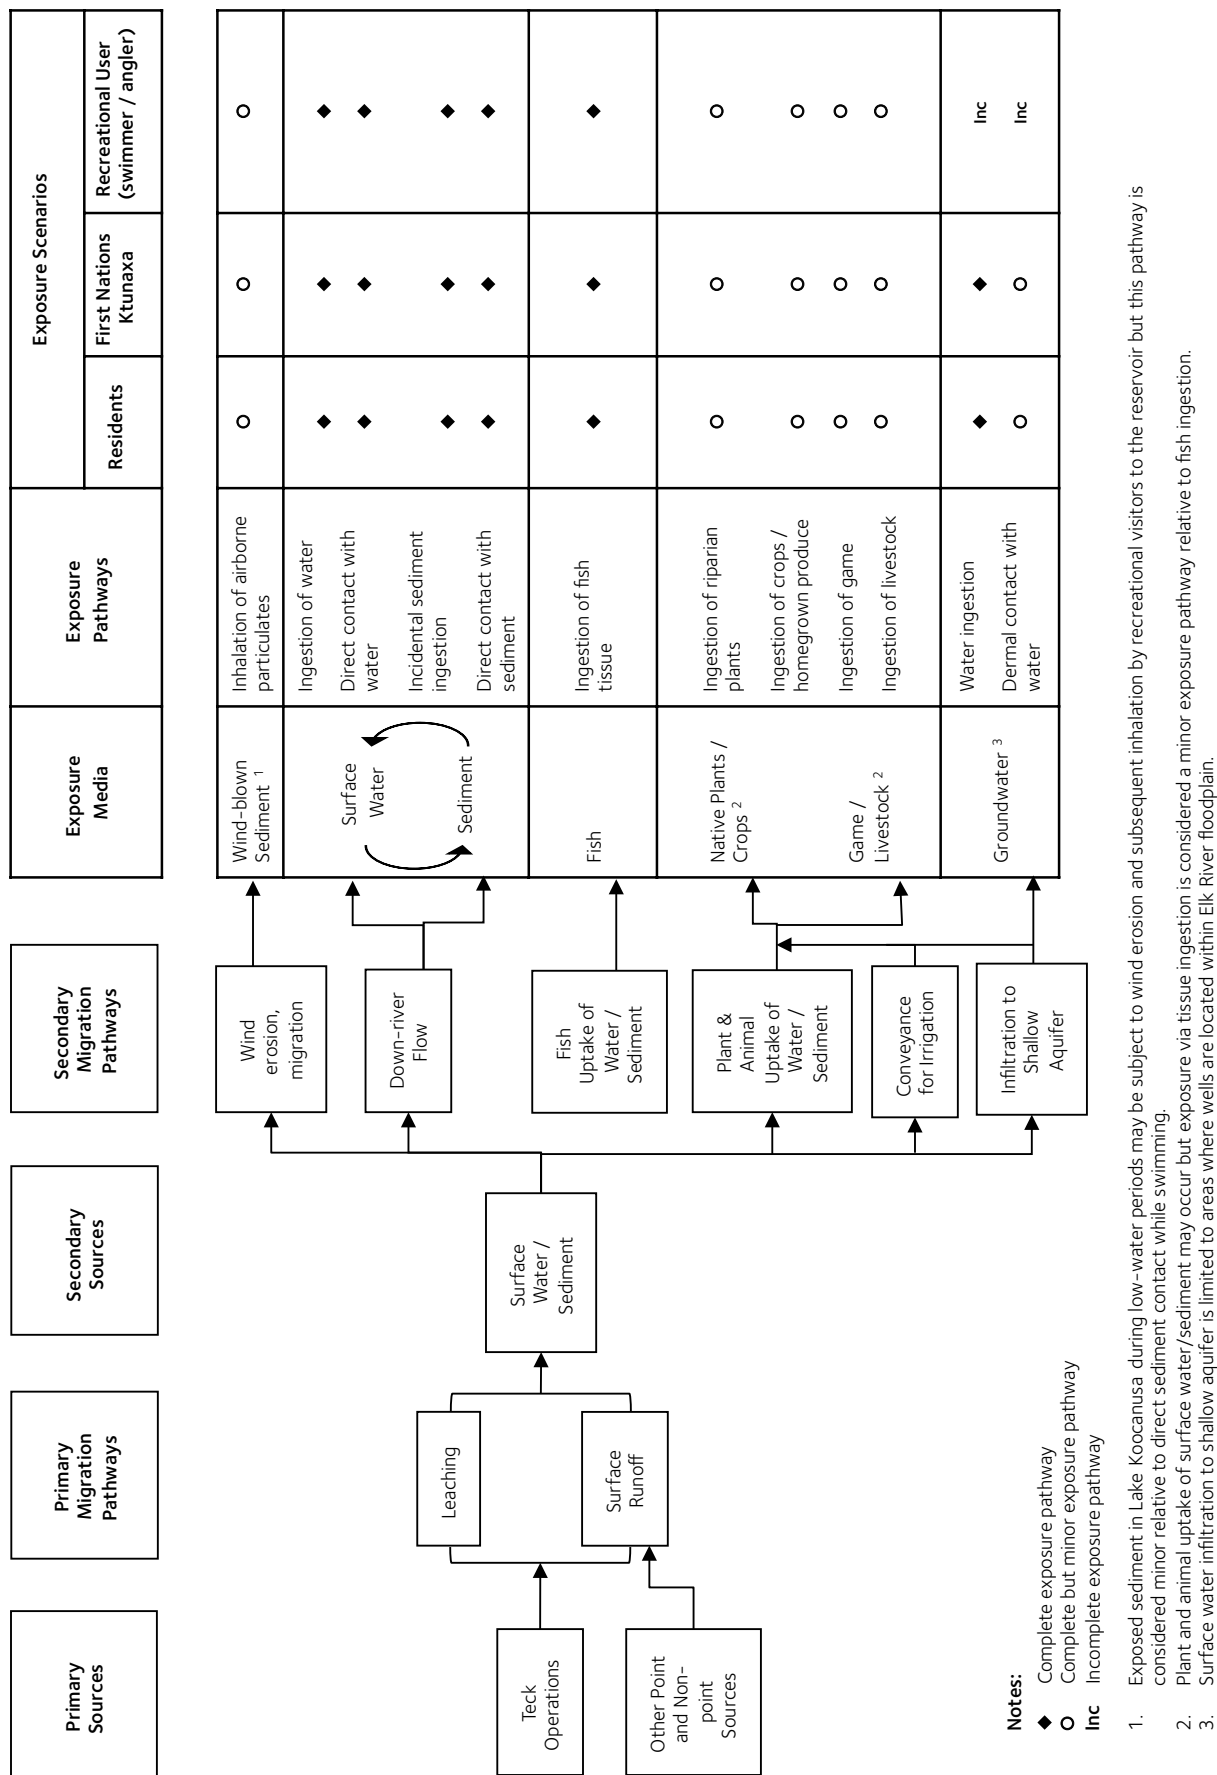 Primary
Sources
Primary
Migration
Pathways
Secondary
Sources
Secondary
Migration
Pathways
Exposure
Media
Exposure
Pathways
Exposure Scenarios
Residents
First Nations
Ktunaxa
Recreational User
(swimmer / angler)
Teck
Operations
Other Point
and Non-
point
Sources
Leaching
Surface
Runoff
Surface
Water /
Sediment
Wind
erosion,
migration
Down-river
Flow
Fish
Uptake of
Water /
Sediment
Plant &
Animal
Uptake of
Water /
Sediment
Conveyance
for Irrigation
Infiltration to
Shallow
Aquifer
Wind-blown
Sediment 1
Inhalation of airborne
particulates
Surface
Water
Sediment
Ingestion of water
Direct contact with
water
Incidental sediment
ingestion
Direct contact with
sediment
Fish
Ingestion of fish
tissue
Native Plants /
Crops 2
Game /
Livestock 2
Ingestion of riparian
plants
Ingestion of crops /
homegrown produce
Ingestion of game
Ingestion of livestock
Groundwater 3
Water ingestion
Inc
Dermal contact with
water
Inc
Notes:
◆ Complete exposure pathway
O Complete but minor exposure pathway
Inc Incomplete exposure pathway
1. Exposed sediment in Lake Koocanusa during low-water periods may be subject to wind erosion and subsequent inhalation by recreational visitors to the reservoir but this pathway is
considered minor relative to direct sediment contact while swimming.
2. Plant and animal uptake of surface water/sediment may occur but exposure via tissue ingestion is considered a minor exposure pathway relative to fish ingestion.
3. Surface water infiltration to shallow aquifer is limited to areas where wells are located within Elk River floodplain.